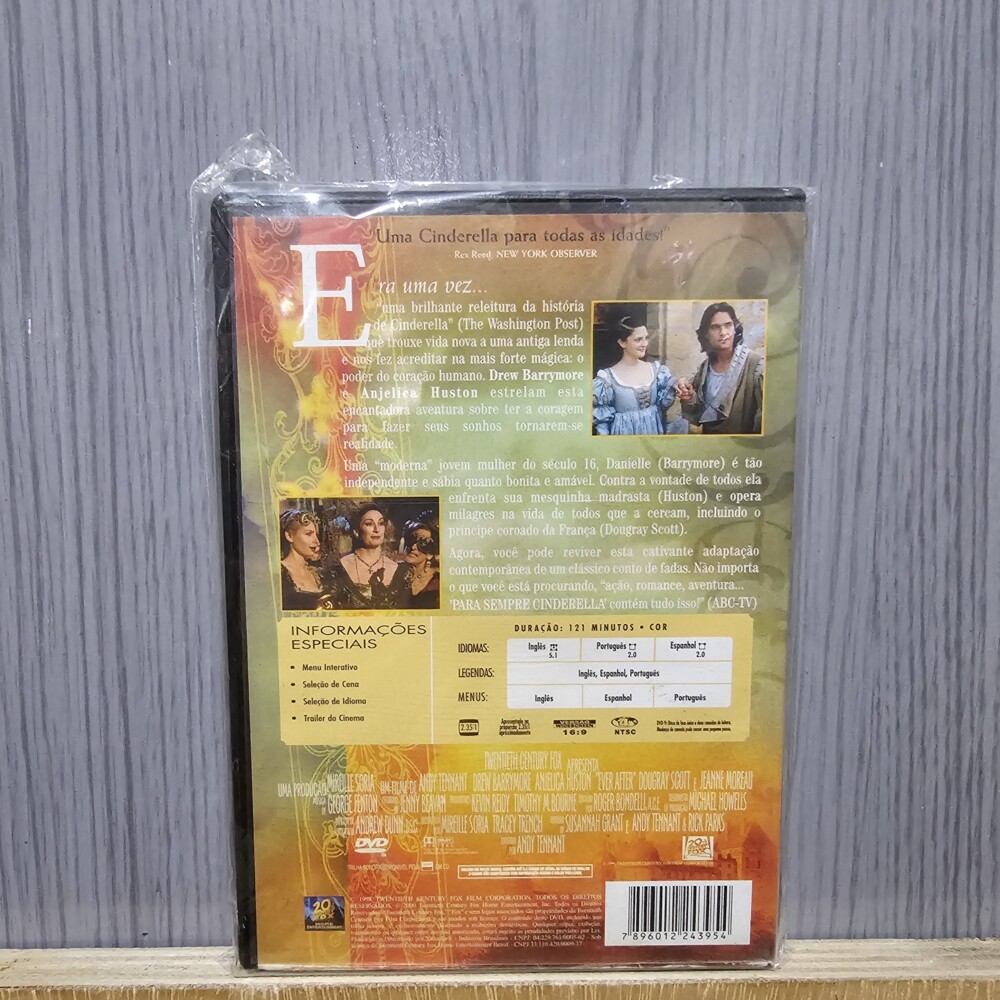 Uma Cinderella para todas as idades!"
- Rex Reed, NEW YORK OBSERVER
Era uma vez...
"uma brilhante releitura da história
de Cinderella" (The Washington Post)
que trouxe vida nova a uma antiga lenda
e nos fez acreditar na mais forte mágica: o
poder do coração humano. Drew Barrymore
e Anjelica Huston estrelam esta
encantadora aventura sobre ter a coragem
para fazer seus sonhos tornarem-se
realidade.
Uma "moderna" jovem mulher do século 16, Danielle (Barrymore) é tão
independente e sábia quanto bonita e amável. Contra a vontade de todos ela
enfrenta sua mesquinha madrasta (Huston) e opera
milagres na vida de todos que a cercam, incluindo o
príncipe coroado da França (Dougray Scott).
Agora, você pode reviver esta cativante adaptação
contemporânea de um clássico conto de fadas. Não importa
o que você está procurando, "ação, romance, aventura...
'PARA SEMPRE CINDERELLA' contém tudo isso!" (ABC-TV)
INFORMAÇÕES
ESPECIAIS
• Menu Interativo
• Seleção de Cena
• Seleção de Idioma
• Trailer do Cinema
DURAÇÃO: 121 MINUTOS • COR
IDIOMAS: Inglês 5.1 Português 2.0 Espanhol 2.0
LEGENDAS: Inglês, Espanhol, Português
MENUS: Inglês Espanhol Português
2.35:1
Apresentado na
proporção 2.35:1
aproximadamente
16:9
NTSC
TWENTIETH CENTURY FOX APRESENTA
UMA PRODUÇÃO MIREILLE SORIA UM FILME DE ANDY TENNANT DREW BARRYMORE ANJELICA HUSTON "EVER AFTER" DOUGRAY SCOTT E JEANNE MOREAU
GEORGE FENTON JENNY BEAVAN KEVIN REIDY TIMOTHY M. BOURNE ROGER BONDELLI MICHAEL HOWELLS
ANDREW DUNN MIREILLE SORIA TRACEY TRENCH SUSANNAH GRANT E ANDY TENNANT & RICK PARKS
ANDY TENNANT
DVD
7 896012 243954